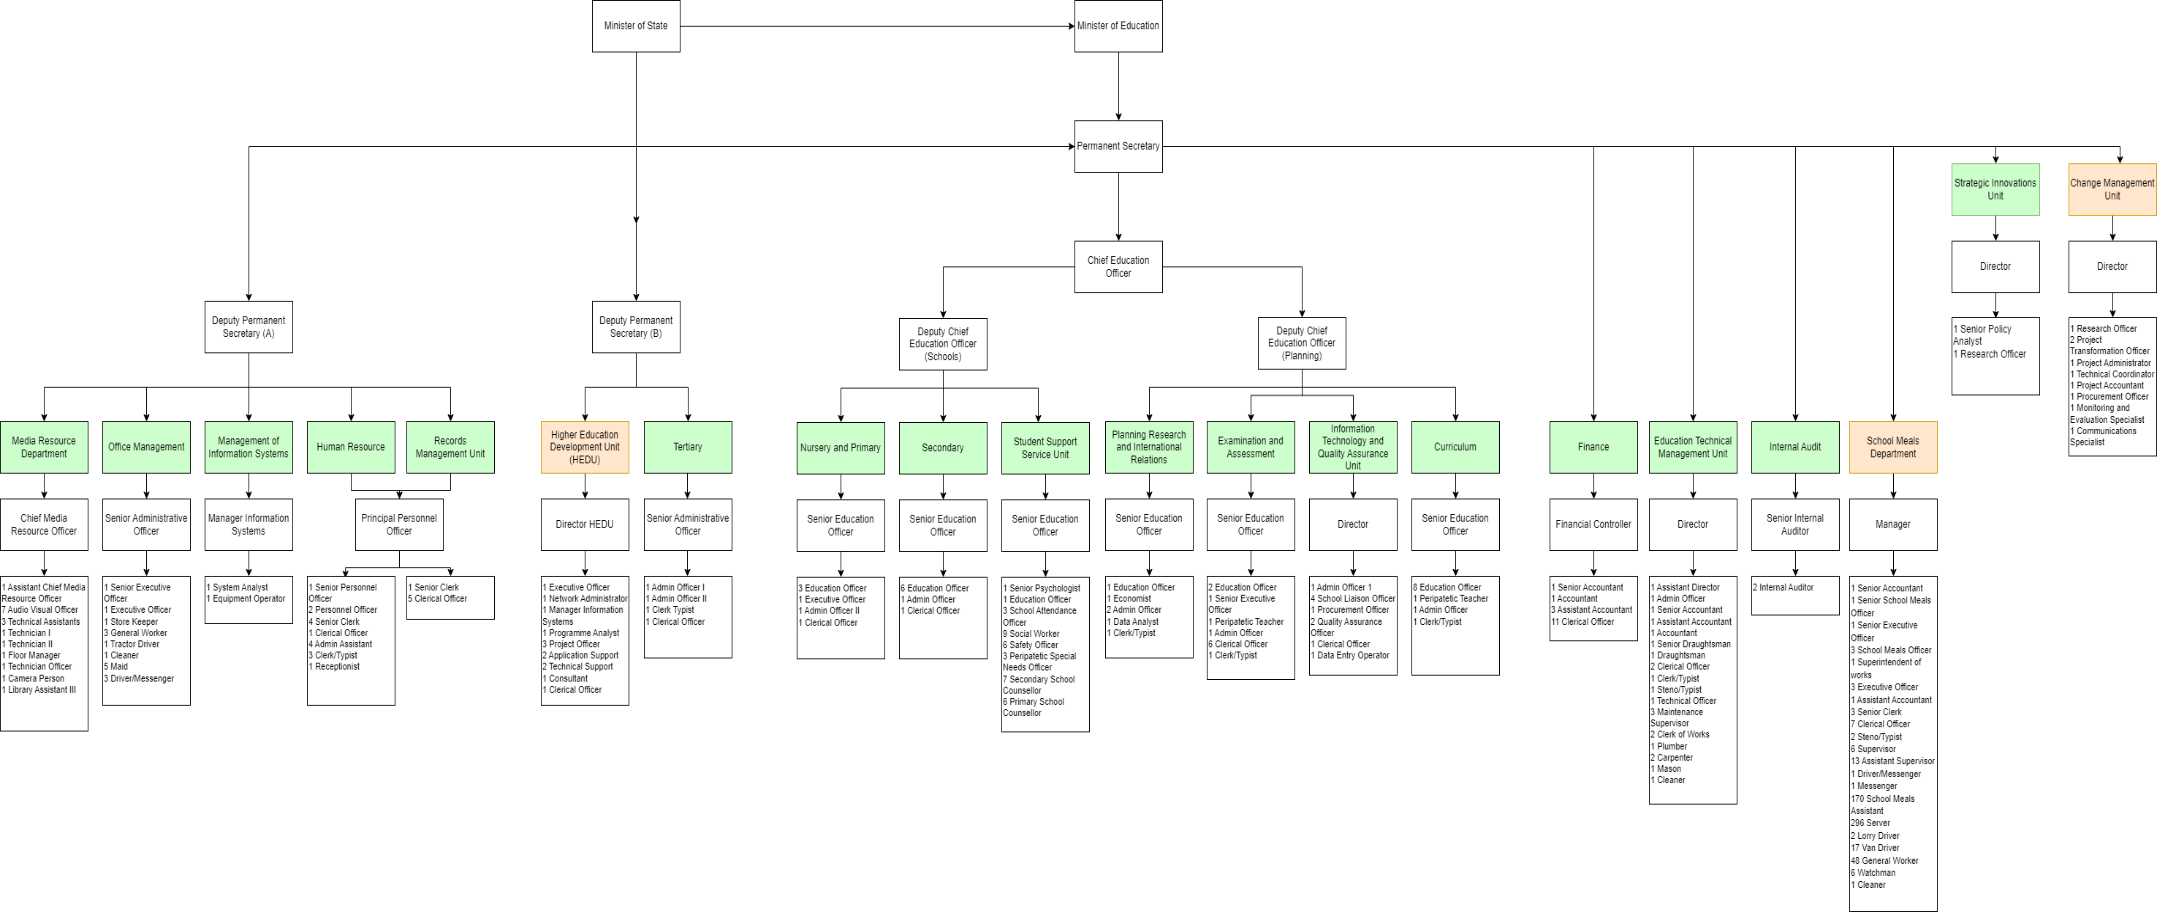 Minister of State
Minister of Education
Permanent Secretary
Strategic Innovations
Unit
Change Management
Unit
Chief Education
Officer
Director
Director
Deputy Permanent
Secretary (A)
Deputy Permanent
Secretary (B)
Deputy Chief
Education Officer
(Schools)
Deputy Chief
Education Officer
(Planning)
1 Senior Policy
Analyst
1 Research Officer
1 Research Officer
2 Project
Transformation Officer
1 Project Administrator
1 Technical Coordinator
1 Project Accountant
1 Procurement Officer
1 Monitoring and
Evaluation Specialist
1 Communications
Specialist
Media Resource
Department
Office Management
Management of
Information Systems
Human Resource
Records
Management Unit
Higher Education
Development Unit
(HEDU)
Tertiary
Nursery and Primary
Secondary
Student Support
Service Unit
Planning Research
and International
Relations
Examination and
Assessment
Information
Technology and
Quality Assurance
Unit
Curriculum
Finance
Education Technical
Management Unit
Internal Audit
School Meals
Department
Chief Media
Resource Officer
Senior Administrative
Officer
Manager Information
Systems
Principal Personnel
Officer
Director HEDU
Senior Administrative
Officer
Senior Education
Officer
Senior Education
Officer
Senior Education
Officer
Senior Education
Officer
Senior Education
Officer
Director
Senior Education
Officer
Financial Controller
Director
Senior Internal
Auditor
Manager
1 Assistant Chief Media
Resource Officer
7 Audio Visual Officer
3 Technical Assistants
1 Technician I
1 Technician II
1 Floor Manager
1 Technician Officer
1 Camera Person
1 Library Assistant III
1 Senior Executive
Officer
1 Executive Officer
1 Store Keeper
3 General Worker
1 Tractor Driver
1 Cleaner
5 Maid
3 Driver/Messenger
1 System Analyst
1 Equipment Operator
1 Senior Personnel
Officer
2 Personnel Officer
4 Senior Clerk
1 Clerical Officer
4 Admin Assistant
3 Clerk/Typist
1 Receptionist
1 Senior Clerk
5 Clerical Officer
1 Executive Officer
1 Network Administrator
1 Manager Information
Systems
1 Programme Analyst
3 Project Officer
2 Application Support
2 Technical Support
1 Consultant
1 Clerical Officer
1 Admin Officer I
1 Admin Officer II
1 Clerk Typist
1 Clerical Officer
3 Education Officer
1 Executive Officer
1 Admin Officer II
1 Clerical Officer
6 Education Officer
1 Admin Officer
1 Clerical Officer
1 Senior Psychologist
1 Education Officer
3 School Attendance
Officer
9 Social Worker
6 Safety Officer
3 Peripatetic Special
Needs Officer
7 Secondary School
Counsellor
6 Primary School
Counsellor
1 Education Officer
1 Economist
2 Admin Officer
1 Data Analyst
1 Clerk/Typist
2 Education Officer
1 Senior Executive
Officer
1 Peripatetic Teacher
1 Admin Officer
6 Clerical Officer
1 Clerk/Typist
1 Admin Officer 1
4 School Liaison Officer
1 Procurement Officer
2 Quality Assurance
Officer
1 Clerical Officer
1 Data Entry Operator
8 Education Officer
1 Peripatetic Teacher
1 Admin Officer
1 Clerk/Typist
1 Senior Accountant
1 Accountant
3 Assistant Accountant
11 Clerical Officer
1 Assistant Director
1 Admin Officer
1 Senior Accountant
1 Assistant Accountant
1 Accountant
1 Senior Draughtsman
1 Draughtsman
2 Clerical Officer
1 Clerk/Typist
1 Steno/Typist
1 Technical Officer
3 Maintenance
Supervisor
2 Clerk of Works
1 Plumber
2 Carpenter
1 Mason
1 Cleaner
2 Internal Auditor
1 Senior Accountant
1 Senior School Meals
Officer
1 Senior Executive
Officer
3 School Meals Officer
1 Superintendent of
works
3 Executive Officer
1 Assistant Accountant
3 Senior Clerk
7 Clerical Officer
2 Steno/Typist
6 Supervisor
13 Assistant Supervisor
1 Driver/Messenger
1 Messenger
170 School Meals
Assistant
296 Server
2 Lorry Driver
17 Van Driver
48 General Worker
6 Watchman
1 Cleaner